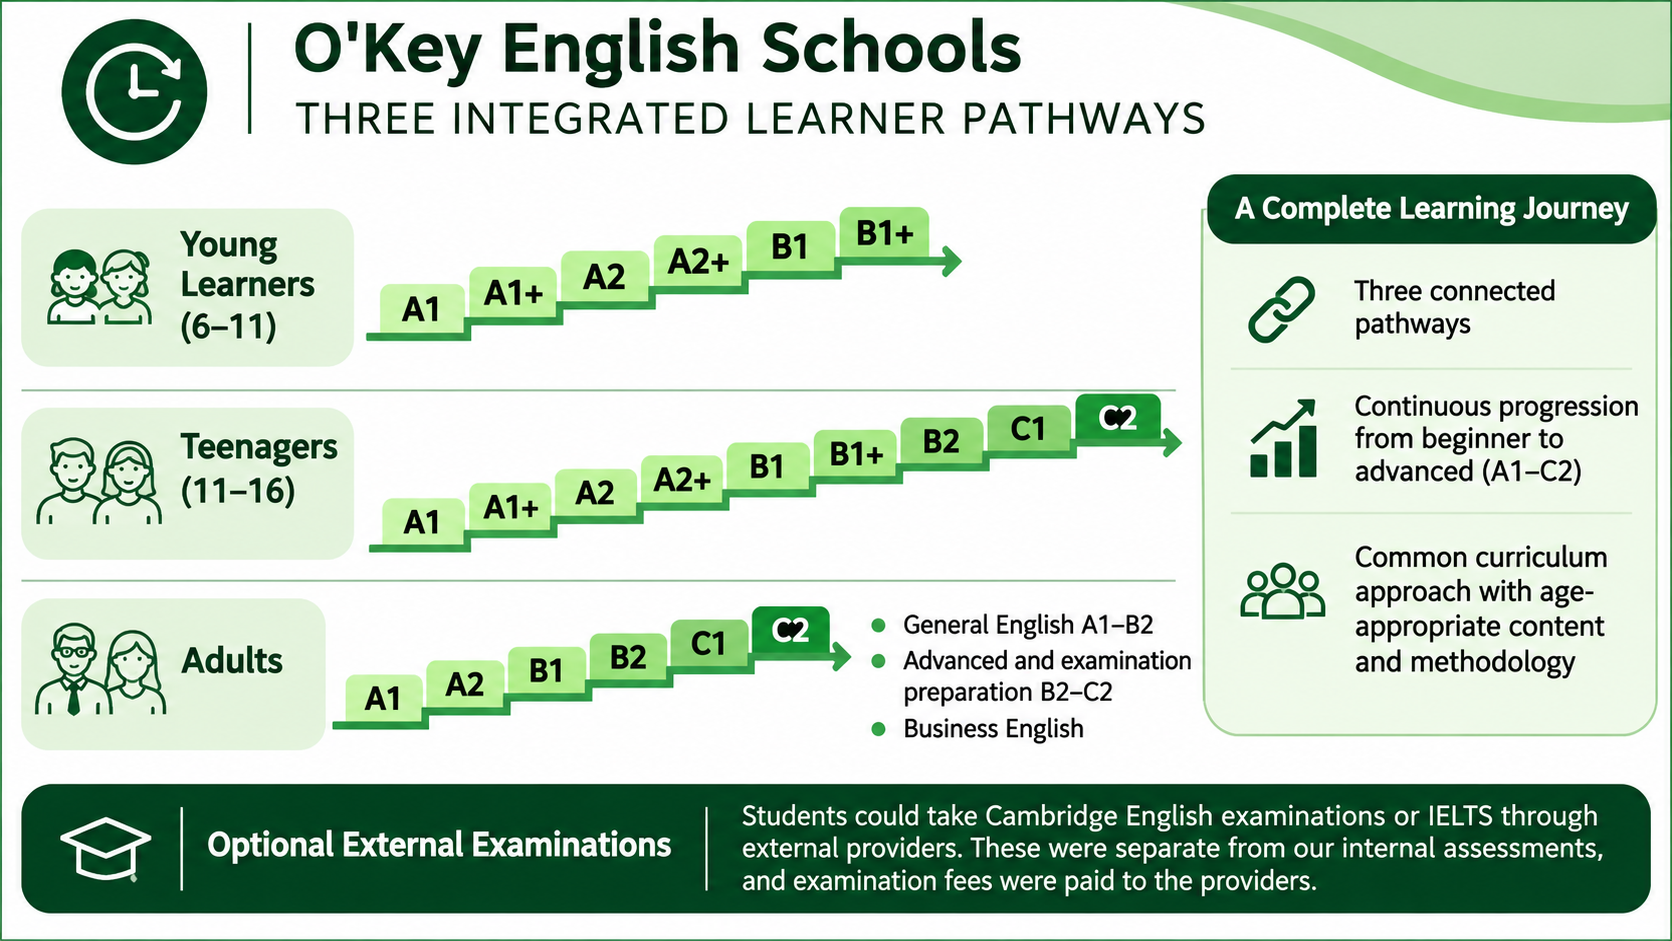 O'Key English Schools
THREE INTEGRATED LEARNER PATHWAYS
Young
Learners
(6–11)
A1
A1+
A2
A2+
B1
B1+
Teenagers
(11–16)
A1
A1+
A2
A2+
B1
B1+
B2
C1
C2
Adults
A1
A2
B1
B2
C1
C2
General English A1–B2
Advanced and examination
preparation B2–C2
Business English
A Complete Learning Journey
Three connected
pathways
Continuous progression
from beginner to
advanced (A1–C2)
Common curriculum
approach with age-
appropriate content
and methodology
Optional External Examinations
Students could take Cambridge English examinations or IELTS through
external providers. These were separate from our internal assessments,
and examination fees were paid to the providers.